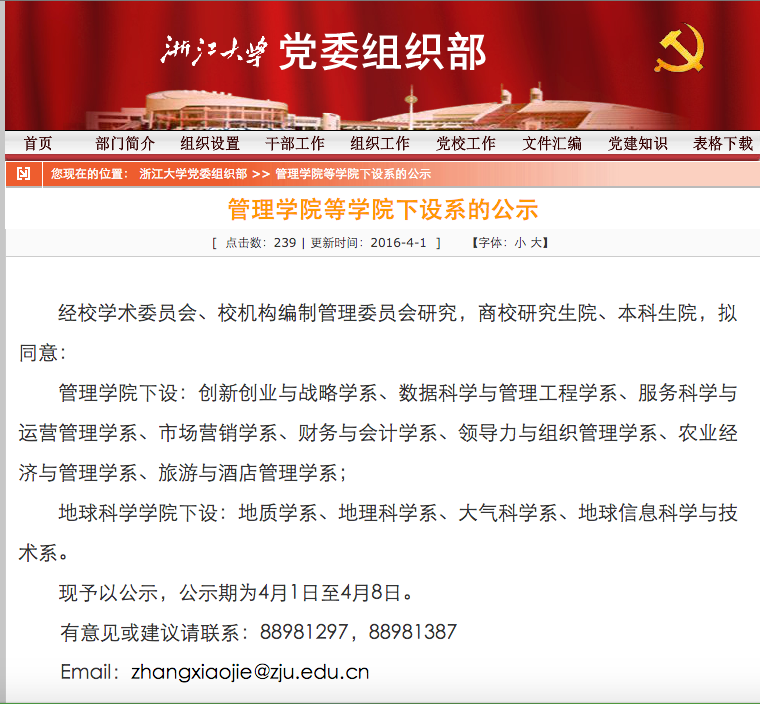 浙江大学 党委组织部
首页 部门简介 组织设置 干部工作 组织工作 党校工作 文件汇编 党建知识 表格下载
您现在的位置： 浙江大学党委组织部 >> 管理学院等学院下设系的公示
管理学院等学院下设系的公示
[ 点击数：239 | 更新时间：2016-4-1 ] 【字体：小 大】
经校学术委员会、校机构编制管理委员会研究，商校研究生院、本科生院，拟
同意：
管理学院下设：创新创业与战略学系、数据科学与管理工程学系、服务科学与
运营管理学系、市场营销学系、财务与会计学系、领导力与组织管理学系、农业经
济与管理学系、旅游与酒店管理学系；
地球科学学院下设：地质学系、地理科学系、大气科学系、地球信息科学与技
术系。
现予以公示，公示期为4月1日至4月8日。
有意见或建议请联系：88981297，88981387
Email：zhangxiaojie@zju.edu.cn